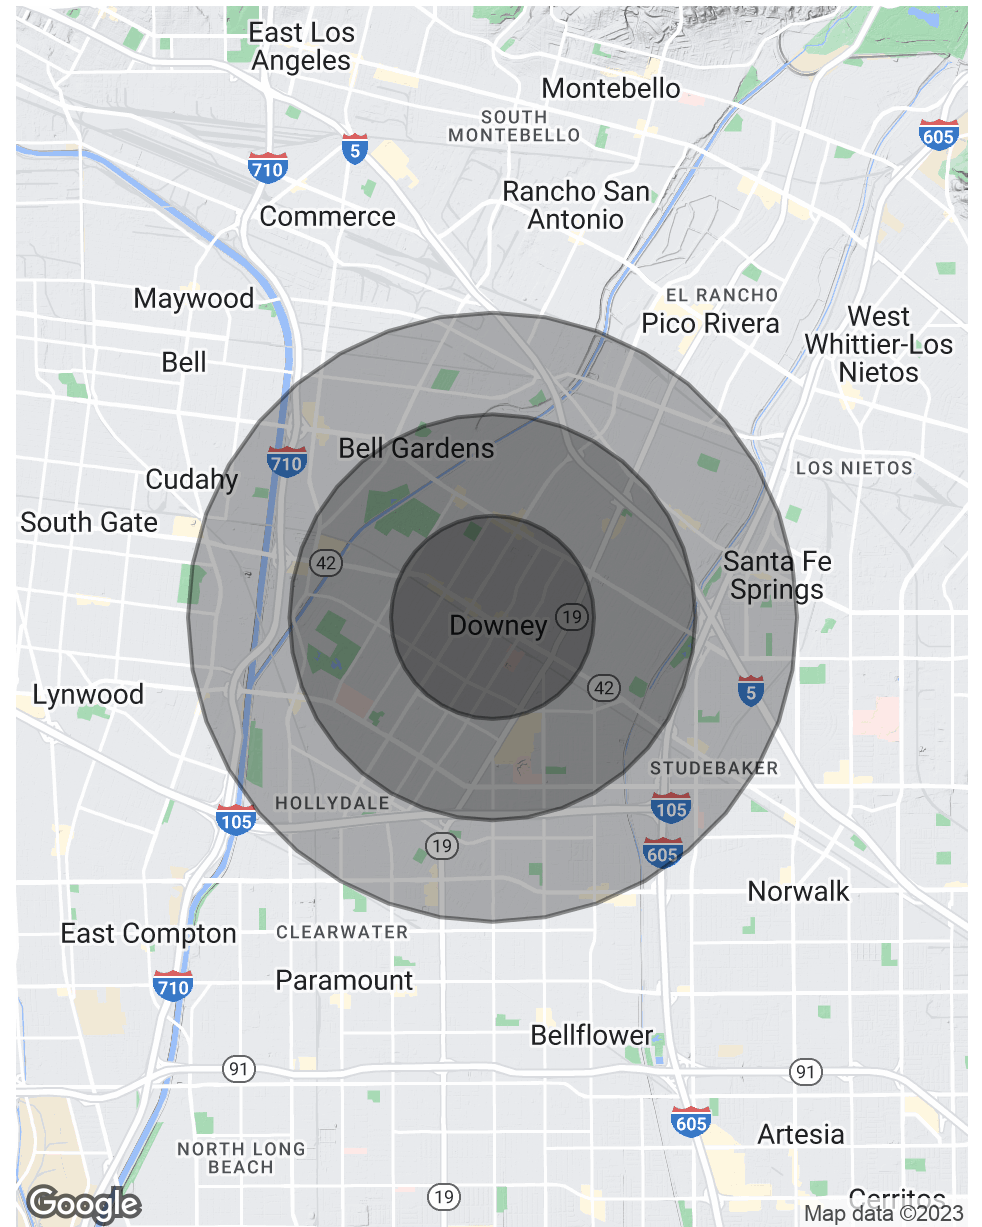 East Los
Angeles
Montebello
SOUTH
MONTEBELLO
605
5
710
Rancho San
Antonio
Commerce
EL RANCHO
Maywood
Pico Rivera
West
Whittier-Los
Nietos
Bell
Bell Gardens
710
LOS NIETOS
Cudahy
South Gate
42
Santa Fe
Springs
19
Downey
42
5
Lynwood
STUDEBAKER
HOLLYDALE
105
105
19
605
Norwalk
East Compton
CLEARWATER
Paramount
710
Bellflower
91
91
605
Artesia
NORTH LONG
BEACH
19
Cerritos
Google
Map data ©2023